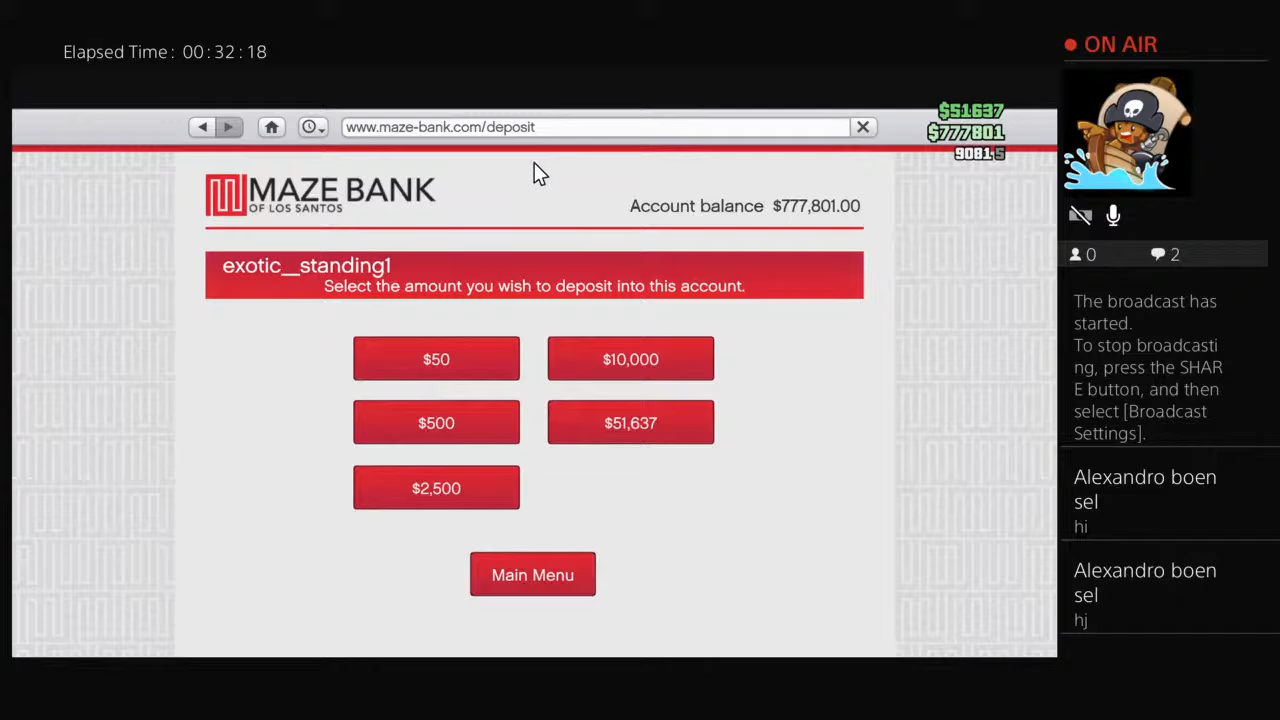 Elapsed Time: 00:32:18
ON AIR
www.maze-bank.com/deposit
$51637
$777801
9081 5
MAZE BANK
OF LOS SANTOS
Account balance $777,801.00
exotic__standing1
Select the amount you wish to deposit into this account.
$50
$10,000
$500
$51,637
$2,500
Main Menu
0
2
The broadcast has
started.
To stop broadcasti
ng, press the SHAR
E button, and then
select [Broadcast
Settings].
Alexandro boen
sel
hi
Alexandro boen
sel
hj